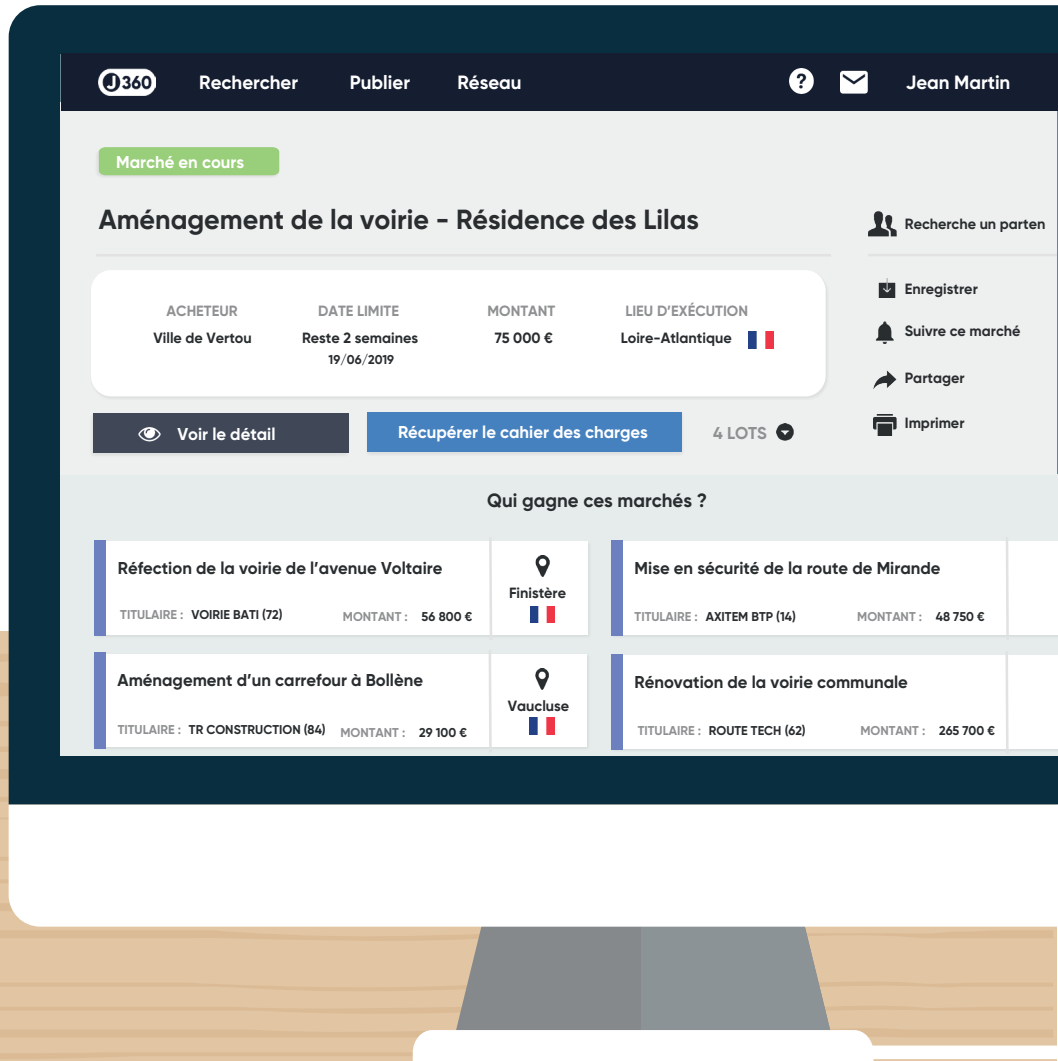 J360 Rechercher Publier Réseau ? Jean Martin
Marché en cours
Aménagement de la voirie - Résidence des Lilas
Recherche un parten
ACHETEUR DATE LIMITE MONTANT LIEU D'EXÉCUTION
Ville de Vertou Reste 2 semaines 75 000 € Loire-Atlantique
19/06/2019
Enregistrer
Suivre ce marché
Partager
Imprimer
Voir le détail Récupérer le cahier des charges 4 LOTS
Qui gagne ces marchés ?
Réfection de la voirie de l'avenue Voltaire
TITULAIRE : VOIRIE BATI (72) MONTANT : 56 800 €
Finistère
Mise en sécurité de la route de Mirande
TITULAIRE : AXITEM BTP (14) MONTANT : 48 750 €
Aménagement d'un carrefour à Bollène
TITULAIRE : TR CONSTRUCTION (84) MONTANT : 29 100 €
Vaucluse
Rénovation de la voirie communale
TITULAIRE : ROUTE TECH (62) MONTANT : 265 700 €